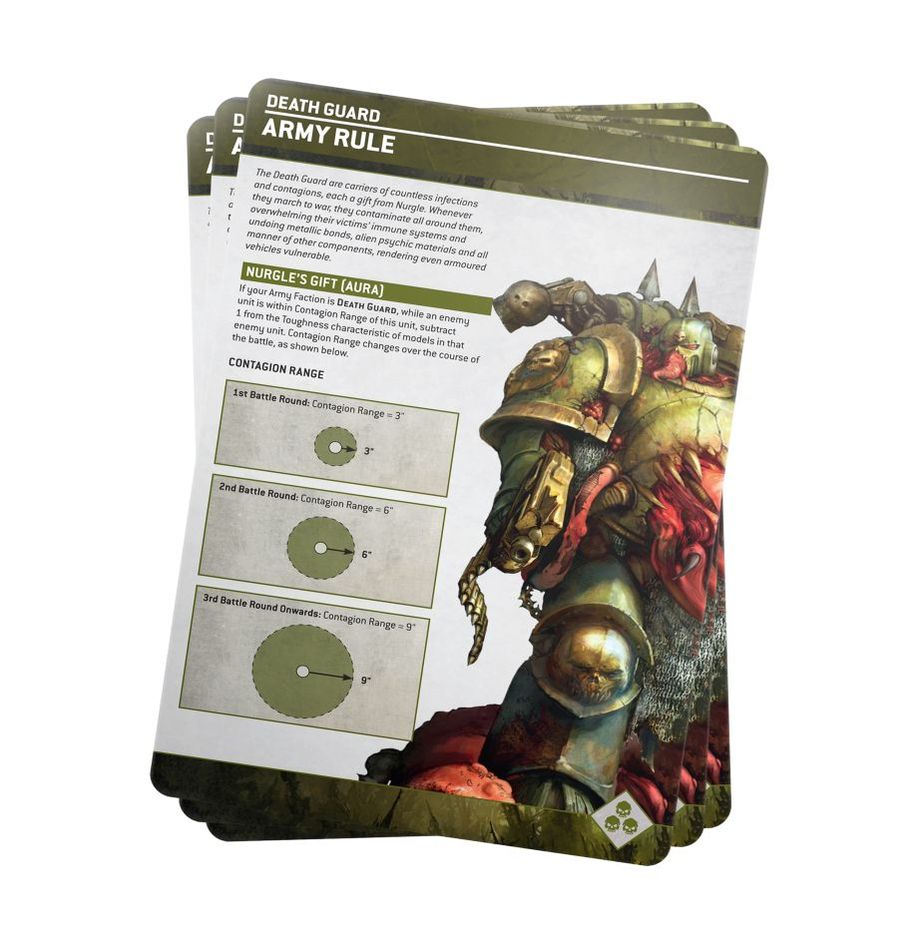 DEATH GUARD
ARMY RULE
The Death Guard are carriers of countless infections
and contagions, each a gift from Nurgle. Whenever
they march to war, they contaminate all around them,
overwhelming their victims' immune systems and
undoing metallic bonds, alien psychic materials and all
manner of other components, rendering even armoured
vehicles vulnerable.
NURGLE'S GIFT (AURA)
If your Army Faction is DEATH GUARD, while an enemy
unit is within Contagion Range of this unit, subtract
1 from the Toughness characteristic of models in that
enemy unit. Contagion Range changes over the course of
the battle, as shown below.
CONTAGION RANGE
1st Battle Round: Contagion Range = 3"
3"
2nd Battle Round: Contagion Range = 6"
6"
3rd Battle Round Onwards: Contagion Range = 9"
9"